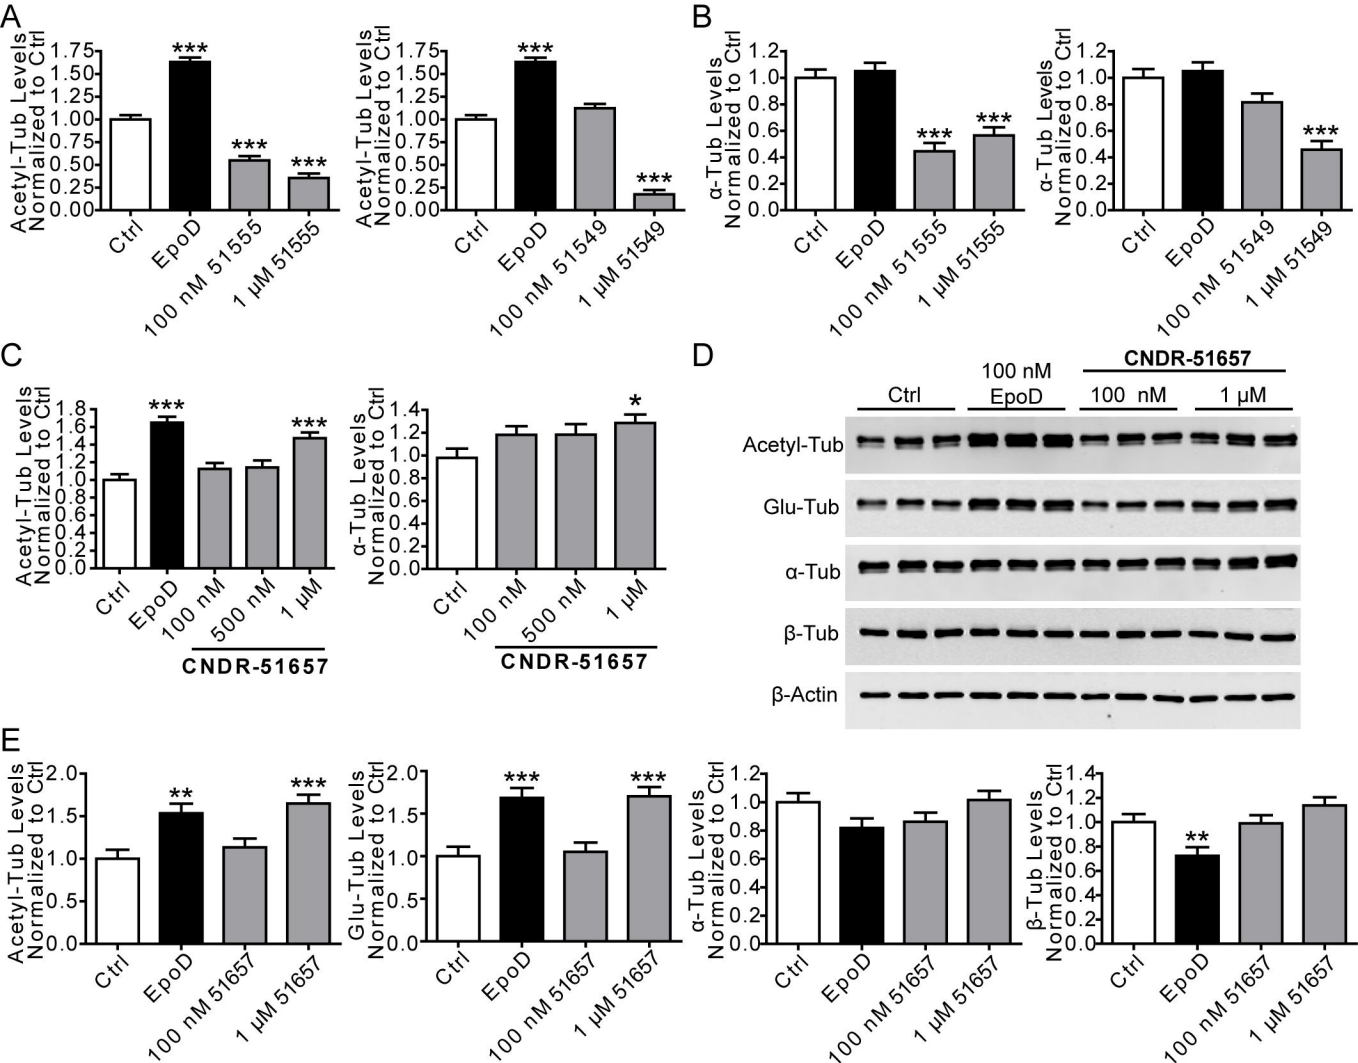 A
Acetyl-Tub Levels
Normalized to Ctrl
1.75
1.50
1.25
1.00
0.75
0.50
0.25
0.00
***
***
***
Ctrl
EpoD
100 nM 51555
1 µM 51555
Acetyl-Tub Levels
Normalized to Ctrl
1.75
1.50
1.25
1.00
0.75
0.50
0.25
0.00
***
***
Ctrl
EpoD
100 nM 51549
1 µM 51549
B
α-Tub Levels
Normalized to Ctrl
1.2
1.0
0.8
0.6
0.4
0.2
0.0
***
***
Ctrl
EpoD
100 nM 51555
1 µM 51555
α-Tub Levels
Normalized to Ctrl
1.2
1.0
0.8
0.6
0.4
0.2
0.0
***
Ctrl
EpoD
100 nM 51549
1 µM 51549
C
Acetyl-Tub Levels
Normalized to Ctrl
1.8
1.6
1.4
1.2
1.0
0.8
0.6
0.4
0.2
0.0
***
***
Ctrl
EpoD
100 nM
500 nM
1 µM
CNDR-51657
α-Tub Levels
Normalized to Ctrl
1.4
1.2
1.0
0.8
0.6
0.4
0.2
0.0
*
Ctrl
100 nM
500 nM
1 µM
CNDR-51657
D
Ctrl
100 nM
EpoD
CNDR-51657
100 nM
1 µM
Acetyl-Tub
Glu-Tub
α-Tub
β-Tub
β-Actin
E
Acetyl-Tub Levels
Normalized to Ctrl
2.0
1.5
1.0
0.5
0.0
**
***
Ctrl
EpoD
100 nM 51657
1 µM 51657
Glu-Tub Levels
Normalized to Ctrl
2.0
1.5
1.0
0.5
0.0
***
***
Ctrl
EpoD
100 nM 51657
1 µM 51657
α-Tub Levels
Normalized to Ctrl
1.2
1.0
0.8
0.6
0.4
0.2
0.0
Ctrl
EpoD
100 nM 51657
1 µM 51657
β-Tub Levels
Normalized to Ctrl
1.4
1.2
1.0
0.8
0.6
0.4
0.2
0.0
**
Ctrl
EpoD
100 nM 51657
1 µM 51657